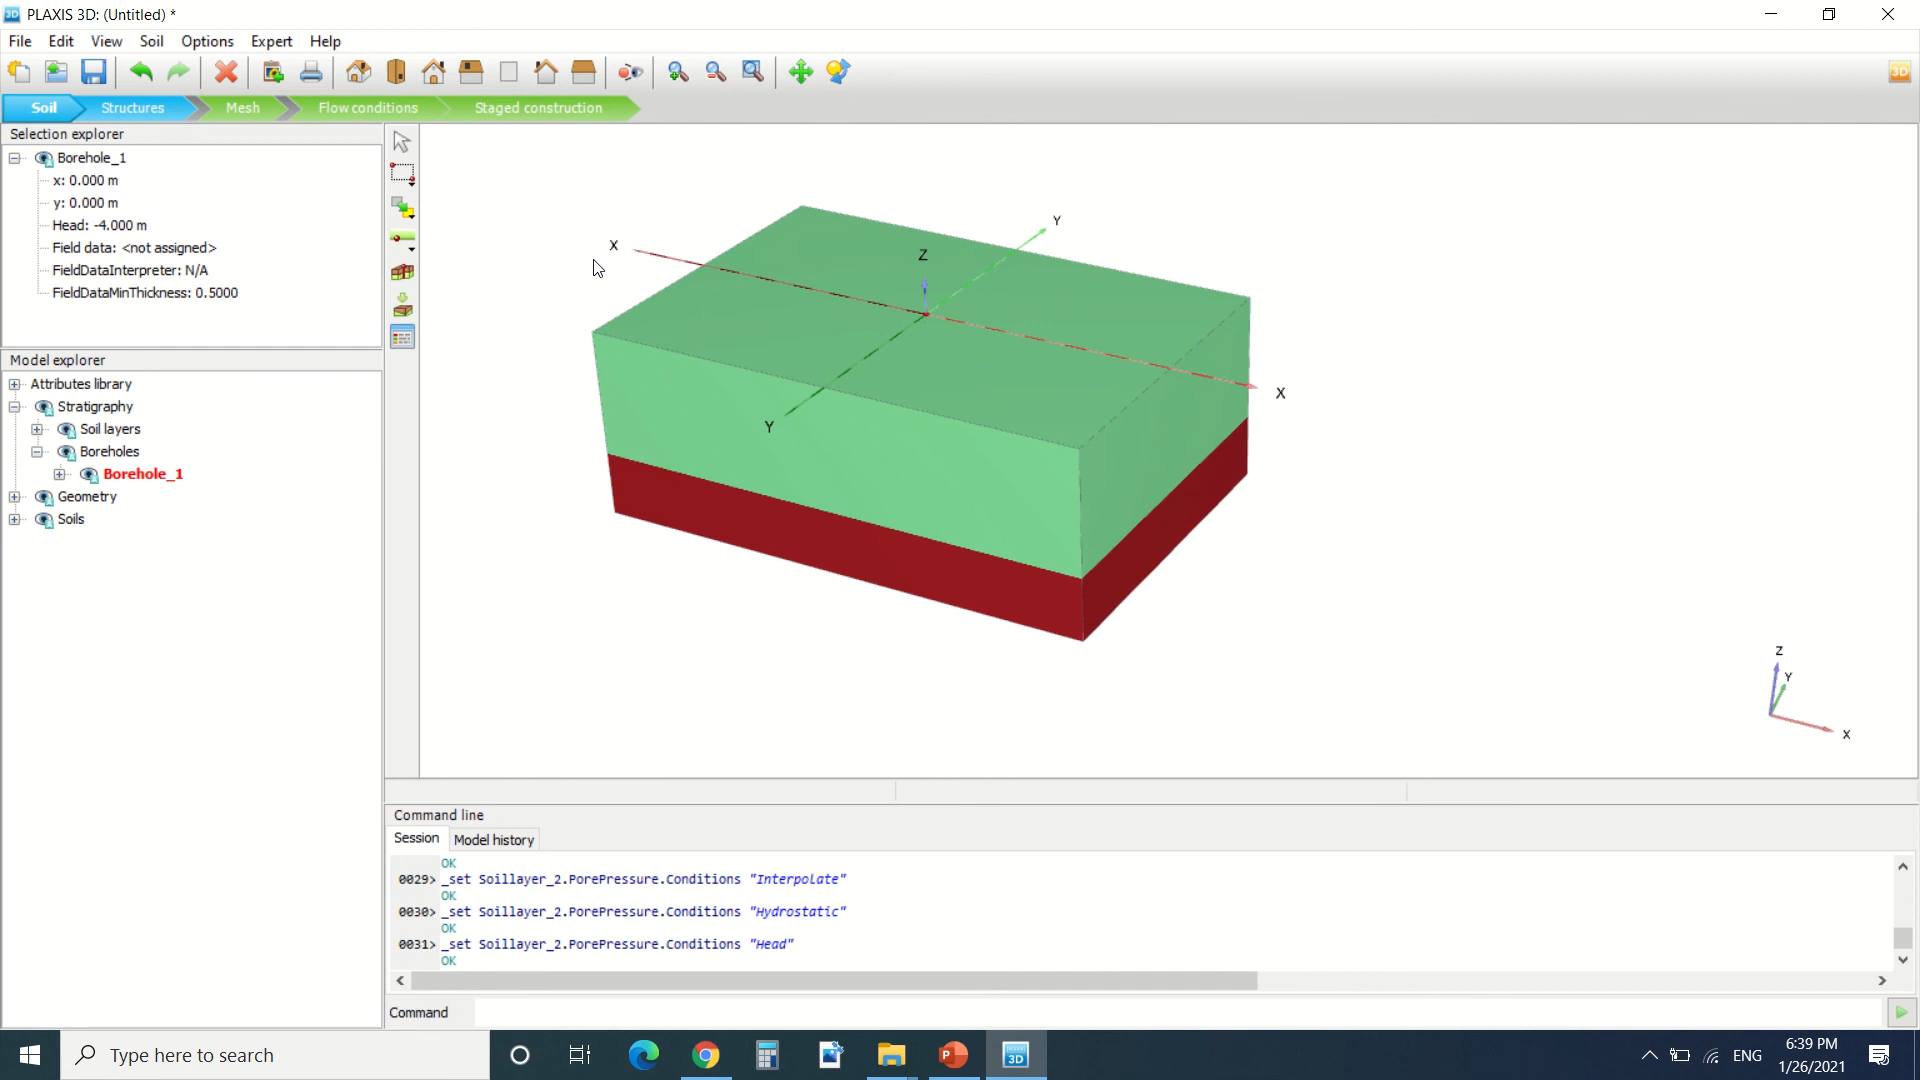 PLAXIS 3D: (Untitled) *
File Edit View Soil Options Expert Help
3D
Soil Structures Mesh Flow conditions Staged construction
Selection explorer
Borehole_1
x: 0.000 m
y: 0.000 m
Head: -4.000 m
Field data: <not assigned>
FieldDataInterpreter: N/A
FieldDataMinThickness: 0.5000
Model explorer
Attributes library
Stratigraphy
Soil layers
Boreholes
Borehole_1
Geometry
Soils
Y
X
Z
X
Y
Z
Y
X
Command line
Session Model history
OK
0029> _set Soillayer_2.PorePressure.Conditions "Interpolate"
OK
0030> _set Soillayer_2.PorePressure.Conditions "Hydrostatic"
OK
0031> _set Soillayer_2.PorePressure.Conditions "Head"
OK
Command
Type here to search
P
3D
ENG
6:39 PM
1/26/2021